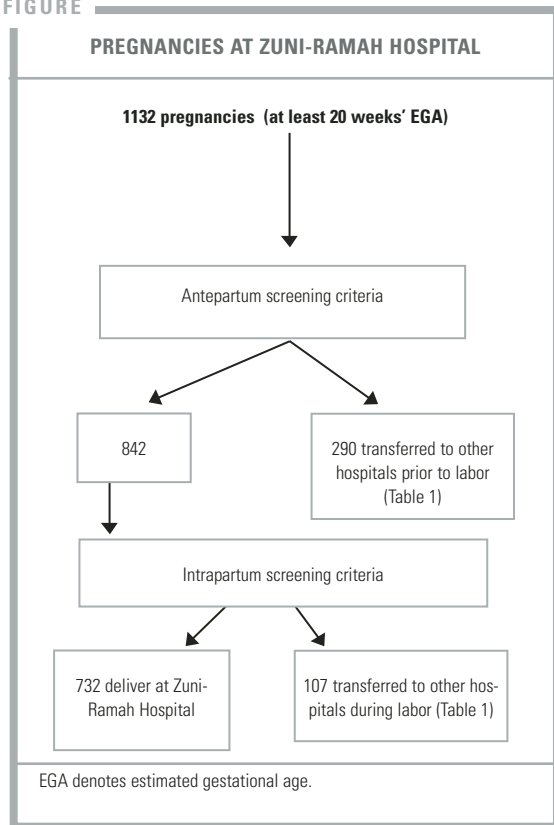 FIGURE
PREGNANCIES AT ZUNI-RAMAH HOSPITAL
1132 pregnancies (at least 20 weeks' EGA)
Antepartum screening criteria
842
290 transferred to other
hospitals prior to labor
(Table 1)
Intrapartum screening criteria
732 deliver at Zuni-
Ramah Hospital
107 transferred to other hos-
pitals during labor (Table 1)
EGA denotes estimated gestational age.